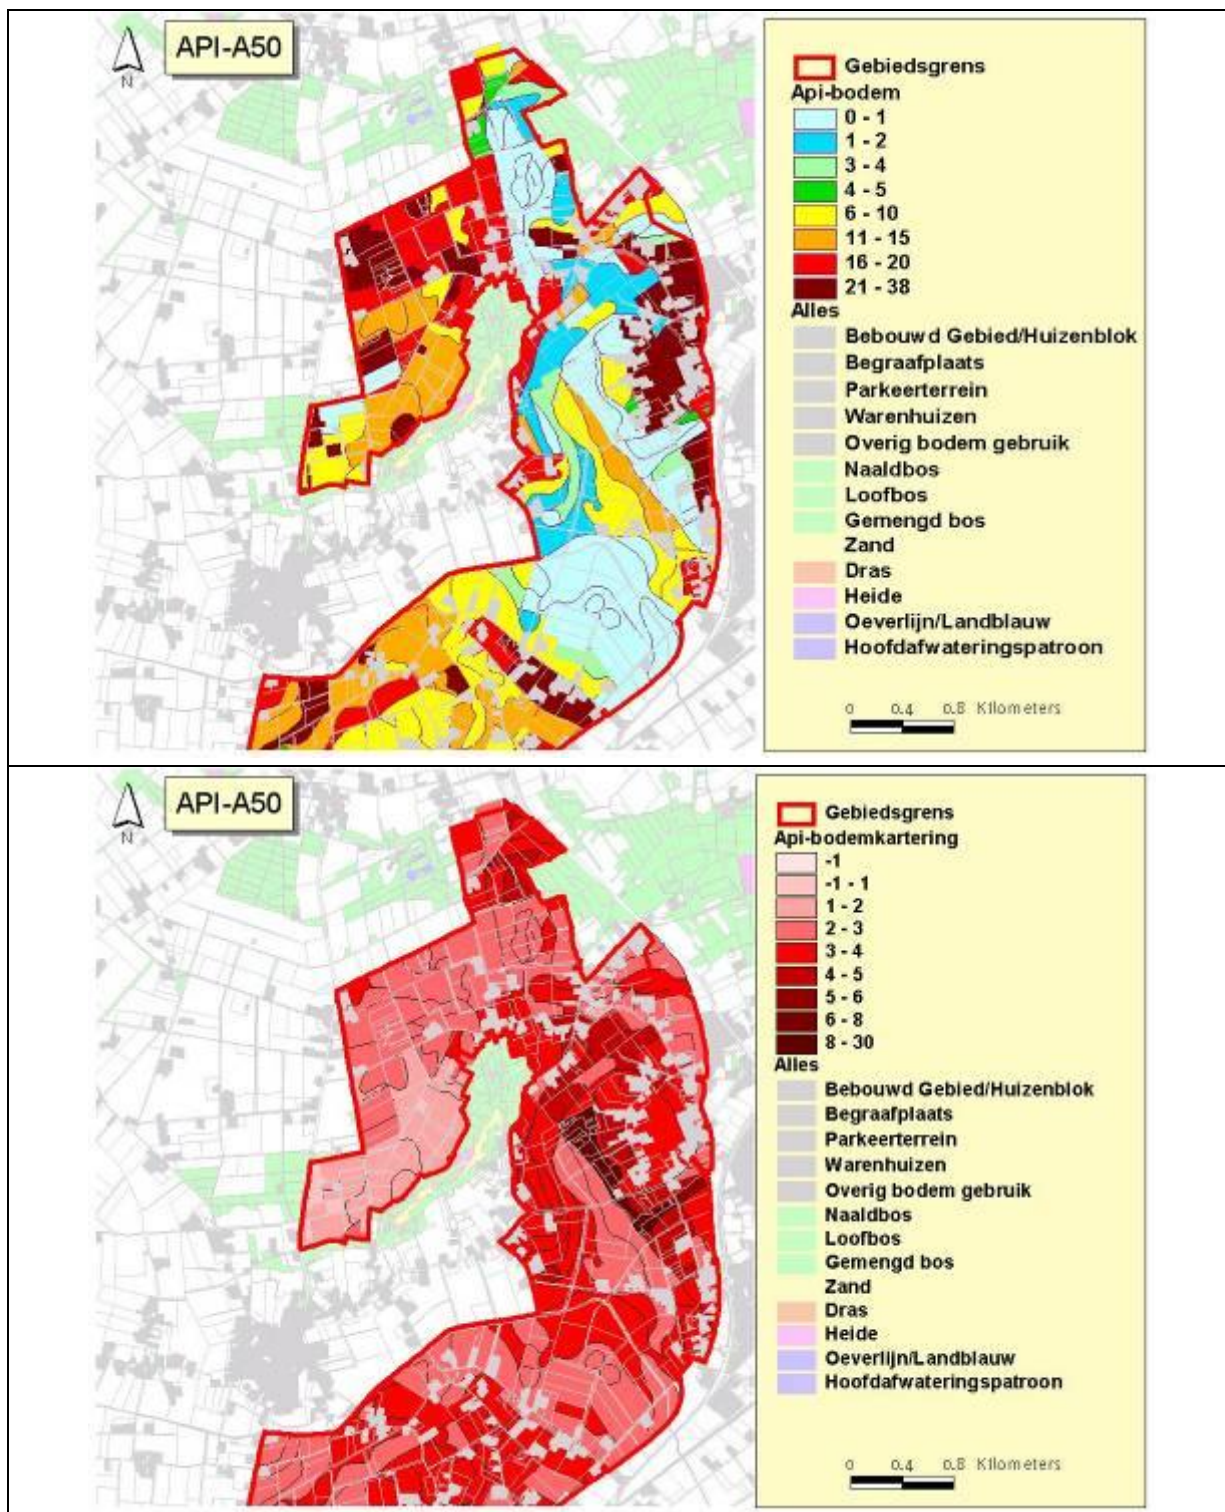 API-A50
N
Gebiedsgrens
Api-bodem
0 - 1
1 - 2
3 - 4
4 - 5
6 - 10
11 - 15
16 - 20
21 - 38
Alles
Bebouwd Gebied/Huizenblok
Begraafplaats
Parkeerterrein
Warenhuizen
Overig bodem gebruik
Naaldbos
Loofbos
Gemengd bos
Zand
Dras
Heide
Oeverlijn/Landblauw
Hoofdafwateringspatroon
0 0.4 0.8 Kilometers
API-A50
N
Gebiedsgrens
Api-bodemkartering
-1
-1 - 1
1 - 2
2 - 3
3 - 4
4 - 5
5 - 6
6 - 8
8 - 30
Alles
Bebouwd Gebied/Huizenblok
Begraafplaats
Parkeerterrein
Warenhuizen
Overig bodem gebruik
Naaldbos
Loofbos
Gemengd bos
Zand
Dras
Heide
Oeverlijn/Landblauw
Hoofdafwateringspatroon
0 0.4 0.8 Kilometers